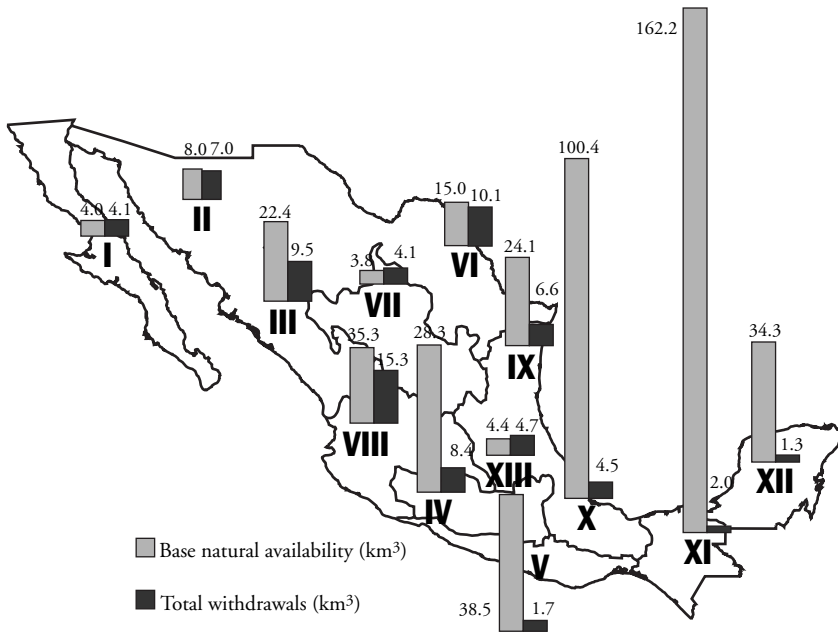 162.2
100.4
8.0 7.0
II
4.0 4.1
I
15.0 10.1
VI
22.4
9.5
III
3.8 4.1
VII
24.1
6.6
IX
35.3
15.3
VIII
28.3
8.4
IV
34.3
1.3
XII
4.4 4.7
XIII
4.5
X
2.0
XI
V
38.5
1.7
Base natural availability (km³)
Total withdrawals (km³)